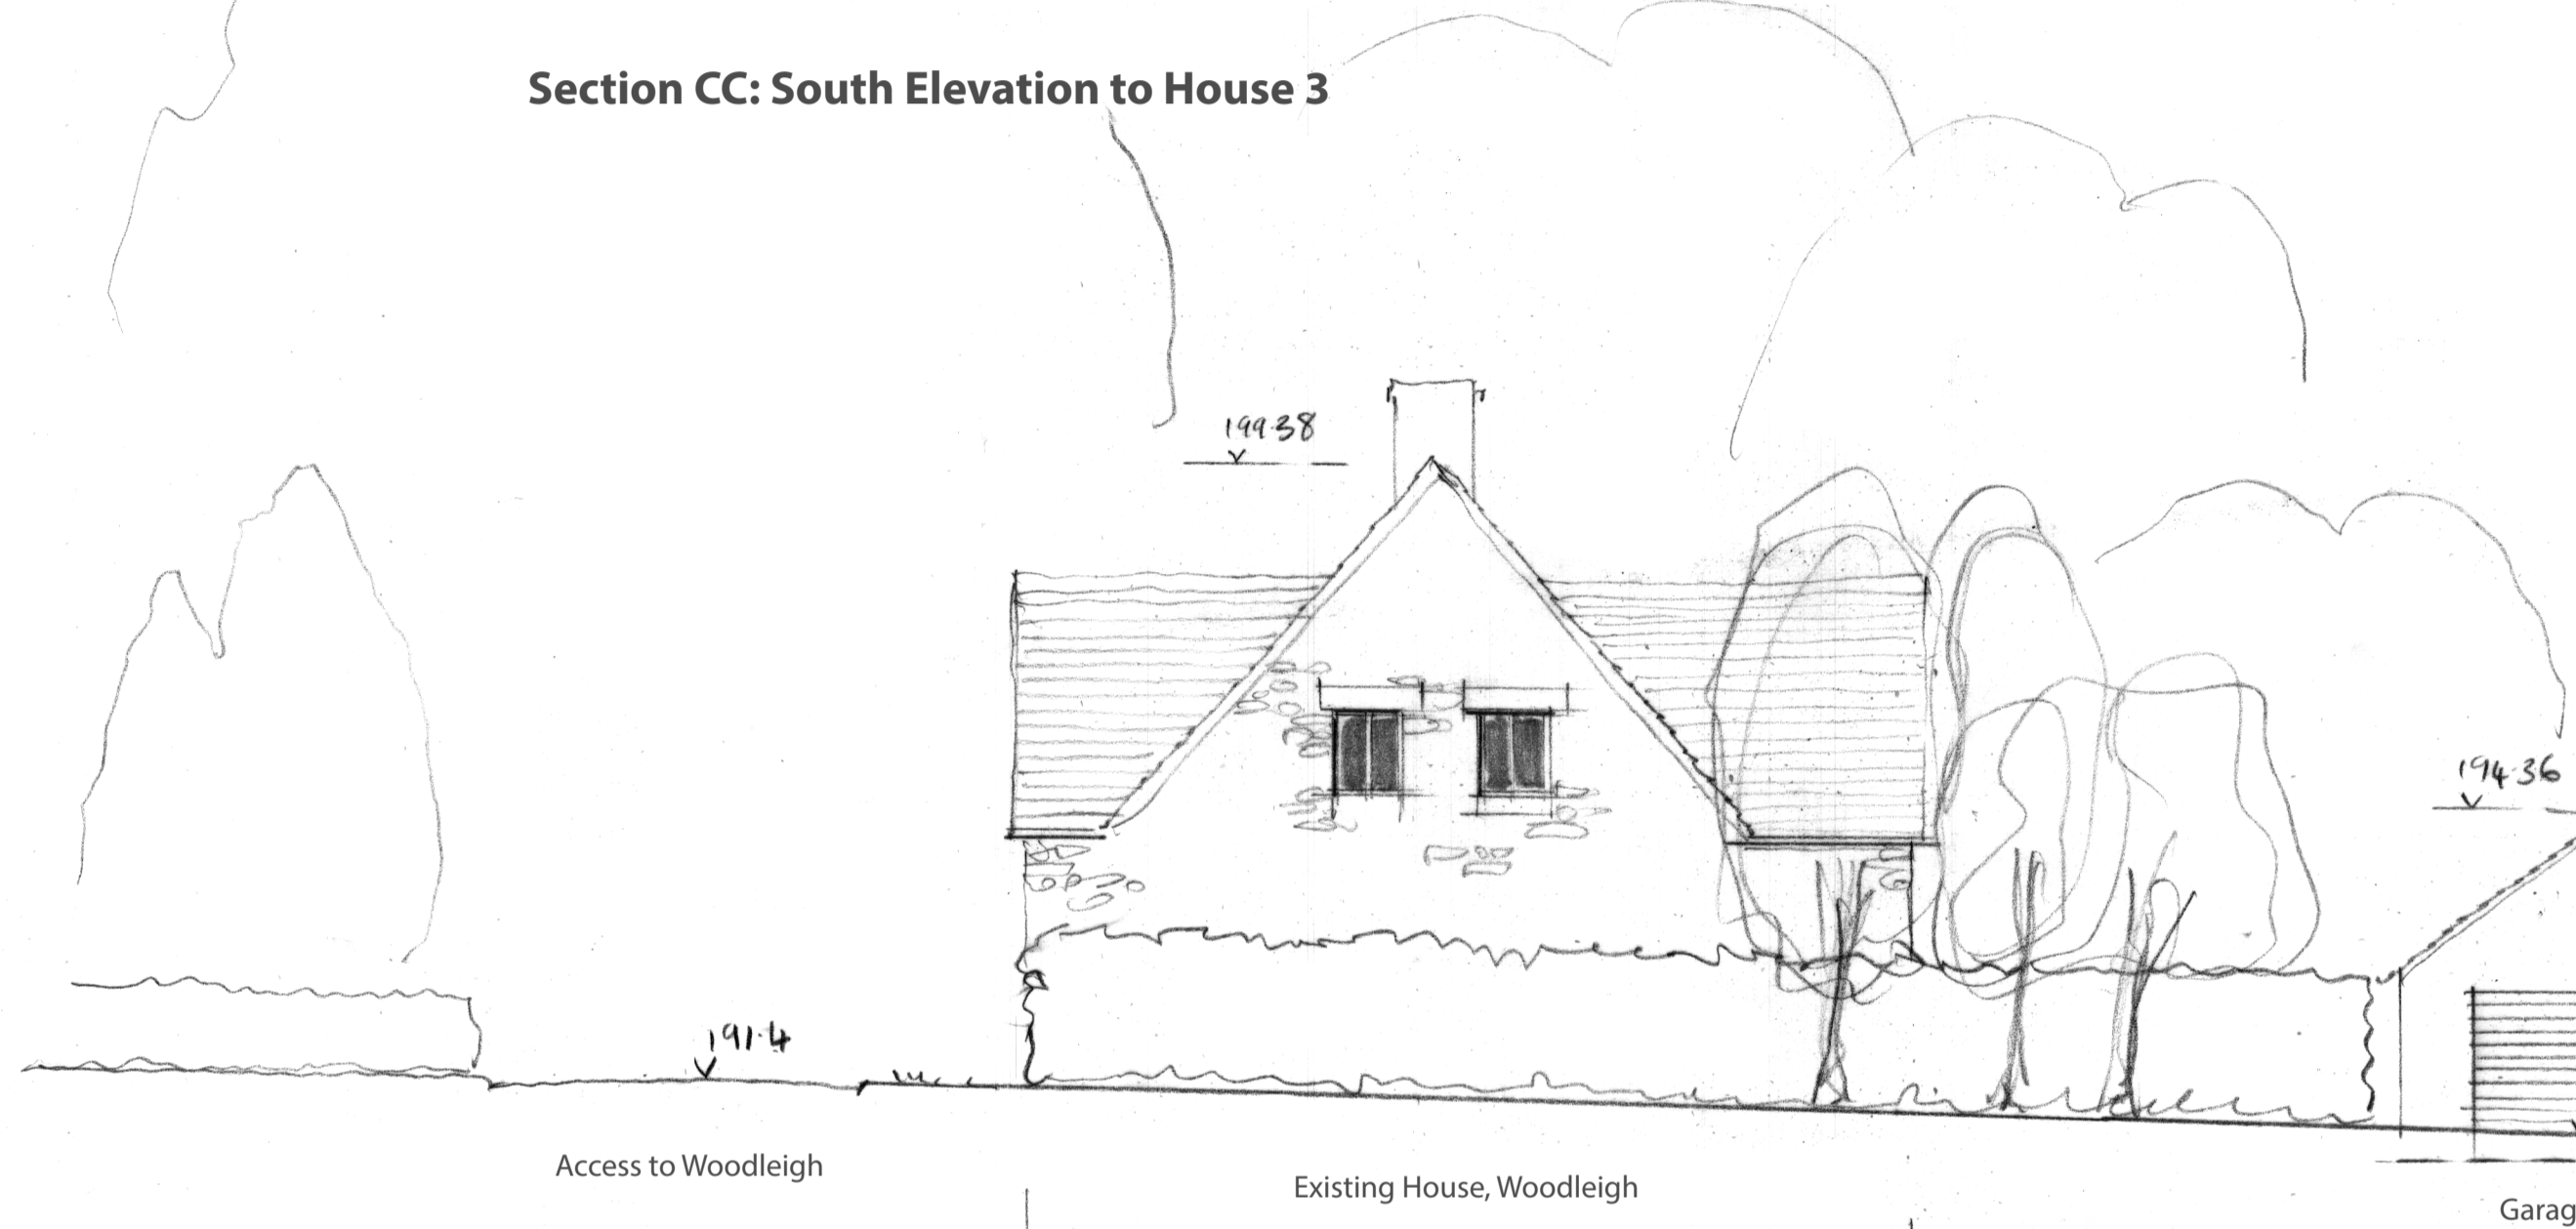 Section CC: South Elevation to House 3
199.38
194.36
191.4
Access to Woodleigh
Existing House, Woodleigh
Garag